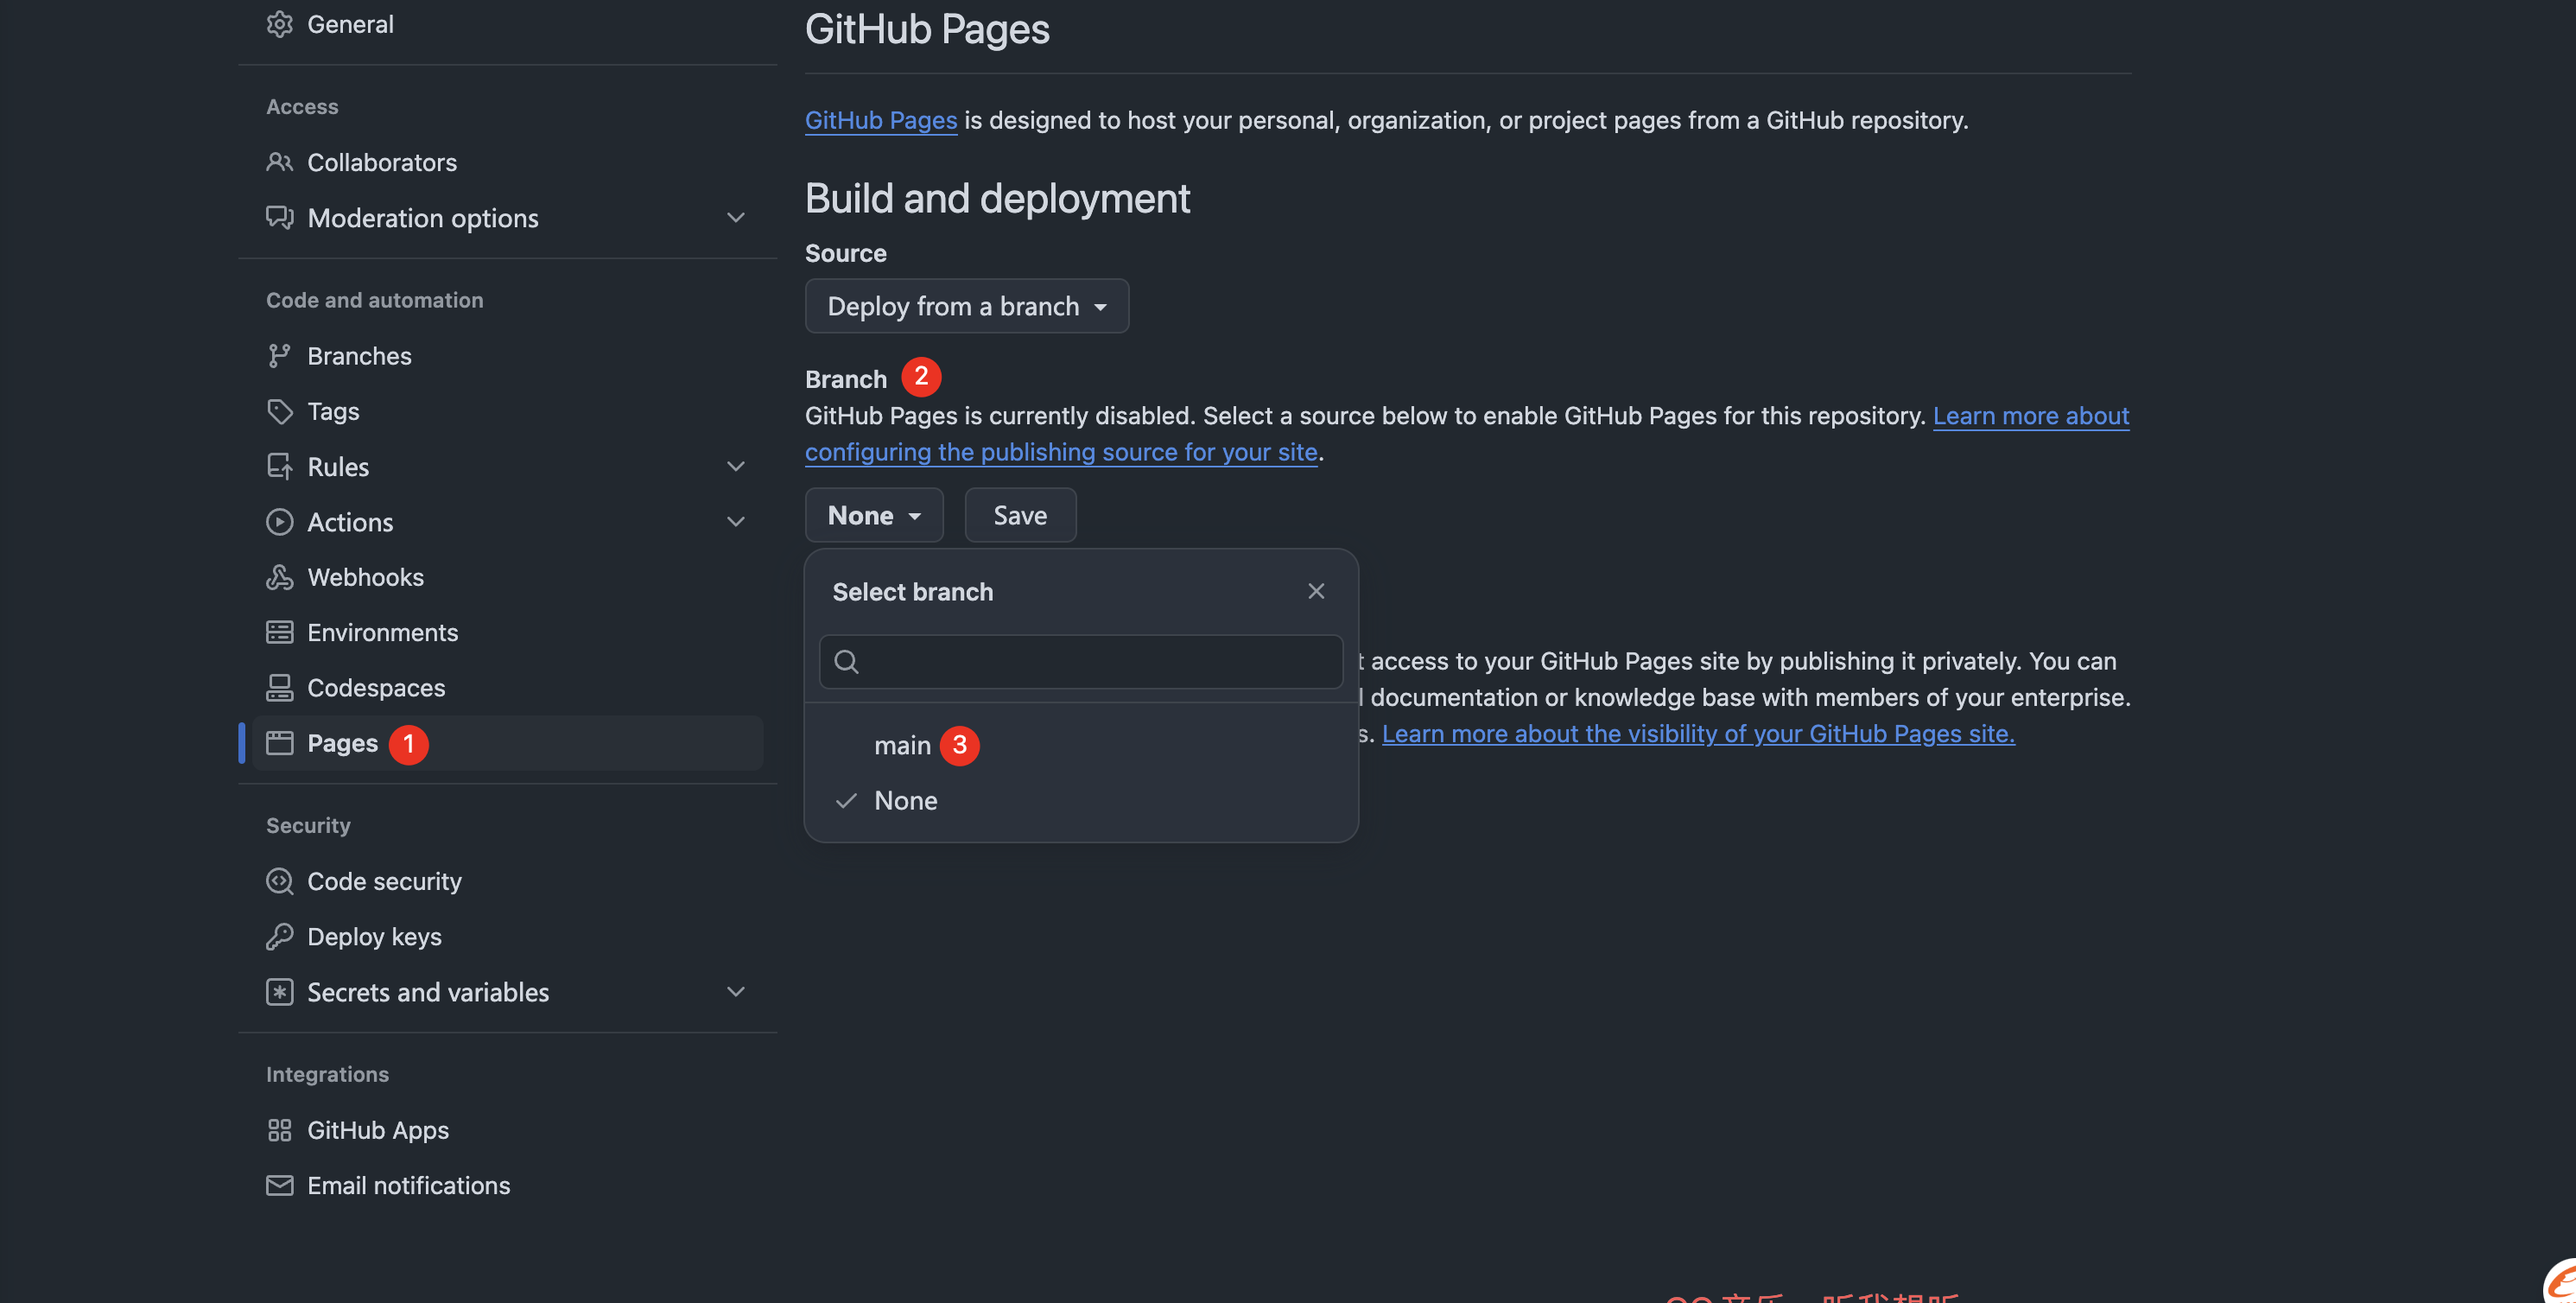 General
Access
Collaborators
Moderation options
Code and automation
Branches
Tags
Rules
Actions
Webhooks
Environments
Codespaces
Pages 1
Security
Code security
Deploy keys
Secrets and variables
Integrations
GitHub Apps
Email notifications
GitHub Pages
GitHub Pages is designed to host your personal, organization, or project pages from a GitHub repository.
Build and deployment
Source
Deploy from a branch
Branch 2
GitHub Pages is currently disabled. Select a source below to enable GitHub Pages for this repository. Learn more about
configuring the publishing source for your site.
None Save
Select branch
main 3
None
t access to your GitHub Pages site by publishing it privately. You can
l documentation or knowledge base with members of your enterprise.
s. Learn more about the visibility of your GitHub Pages site.